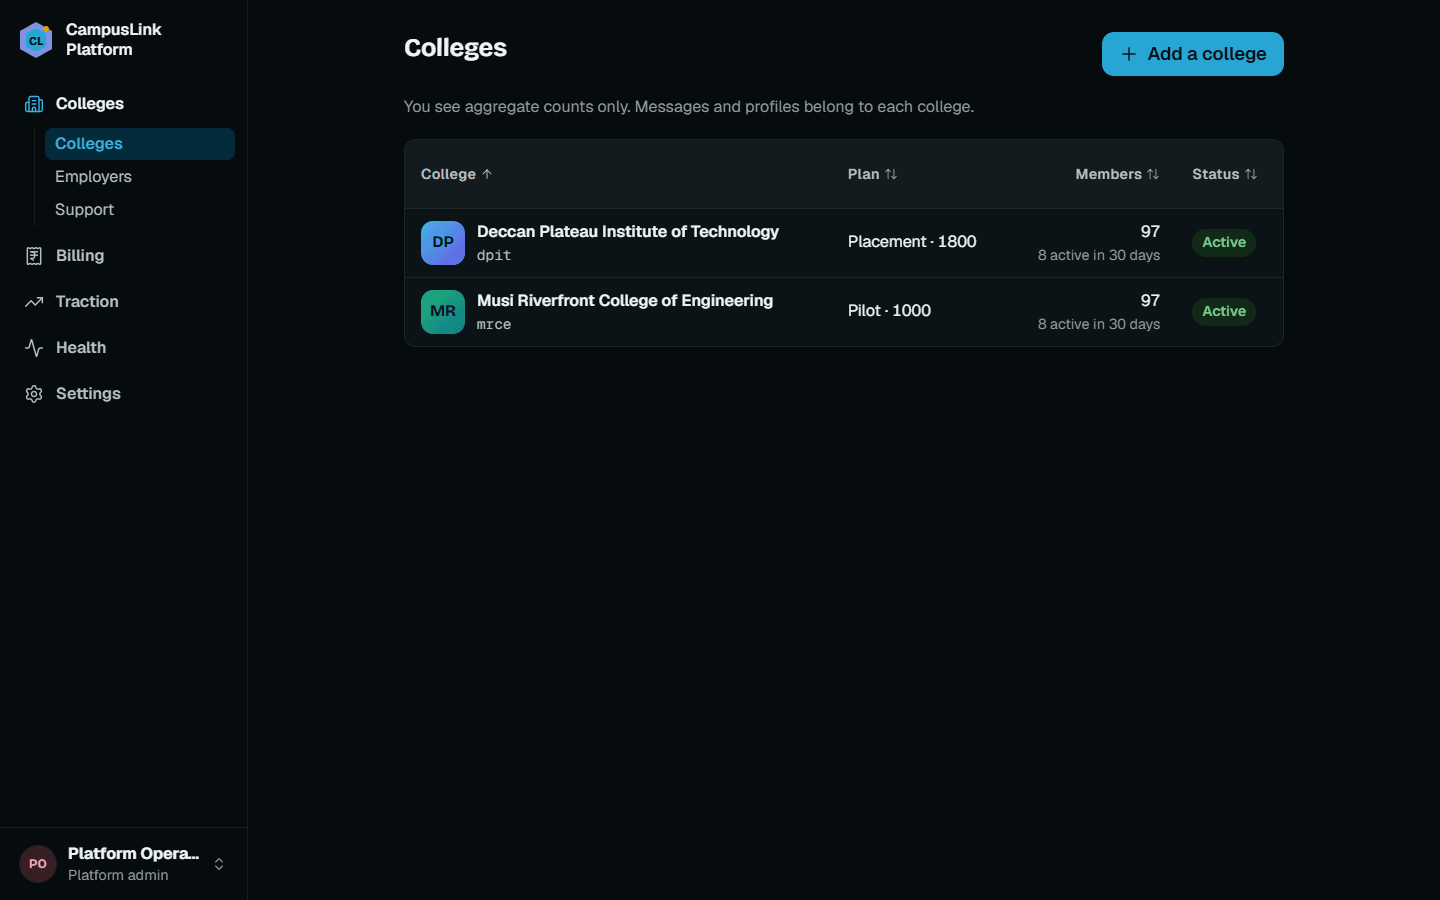 CL
CampusLink
Platform
Colleges
Colleges
Employers
Support
Billing
Traction
Health
Settings
PO
Platform Opera...
Platform admin
Colleges
+ Add a college
You see aggregate counts only. Messages and profiles belong to each college.
College ↑ Plan ↑↓ Members ↑↓ Status ↑↓
DP
Deccan Plateau Institute of Technology
dpit
Placement · 1800
97
8 active in 30 days
Active
MR
Musi Riverfront College of Engineering
mrce
Pilot · 1000
97
8 active in 30 days
Active